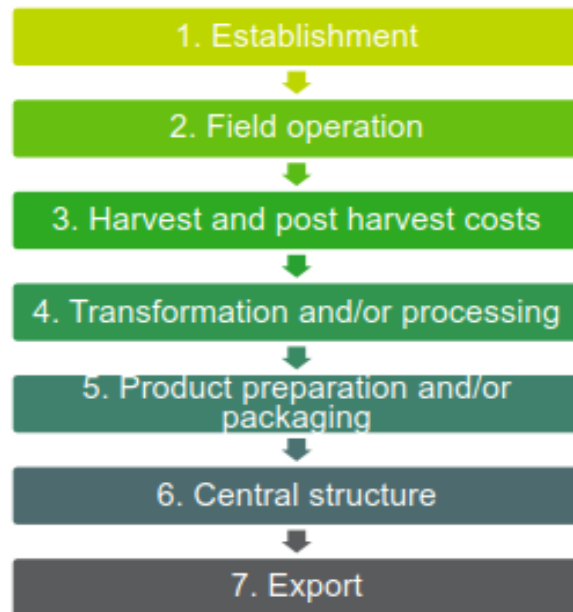 1. Establishment
2. Field operation
3. Harvest and post harvest costs
4. Transformation and/or processing
5. Product preparation and/or
packaging
6. Central structure
7. Export